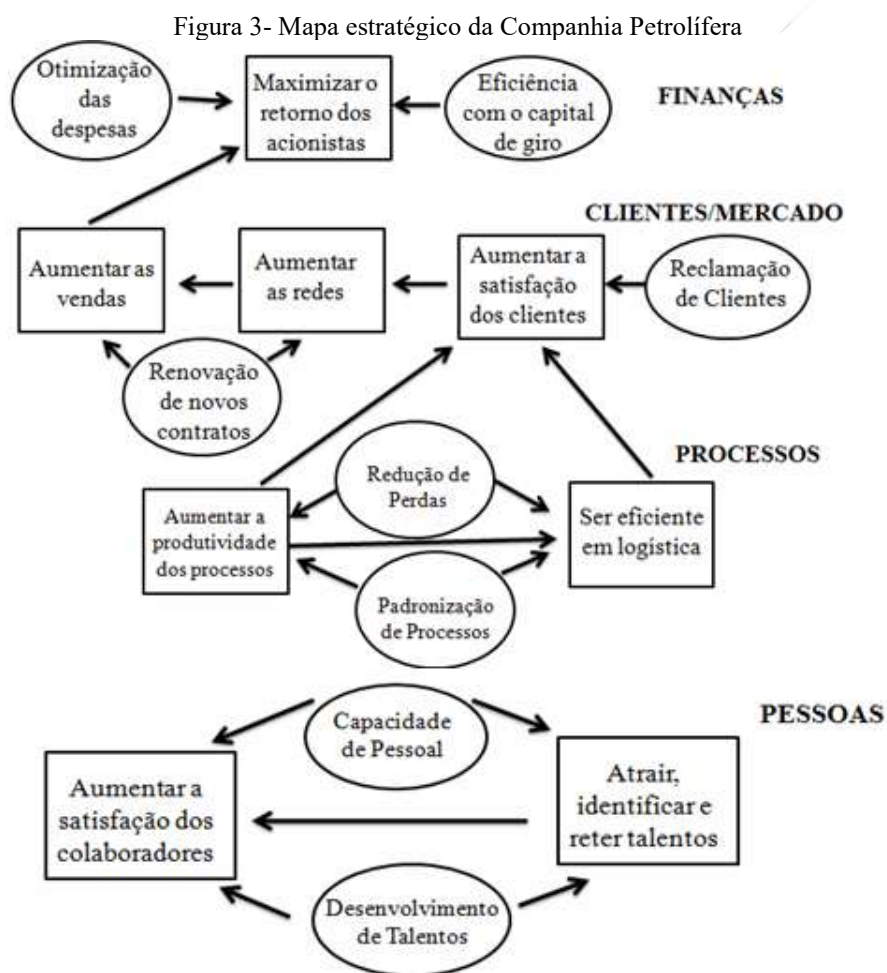 Figura 3- Mapa estratégico da Companhia Petrolífera
Otimização
das
despesas
Maximizar o
retorno dos
acionistas
Eficiência
com o capital
de giro
FINANÇAS
CLIENTES/MERCADO
Aumentar as
vendas
Aumentar
as redes
Aumentar a
satisfação
dos clientes
Reclamação
de Clientes
Renovação
de novos
contratos
PROCESSOS
Redução de
Perdas
Aumentar a
produtividade
dos processos
Ser eficiente
em logística
Padronização
de Processos
PESSOAS
Capacidade
de Pessoal
Aumentar a
satisfação dos
colaboradores
Atrair,
identificar e
reter talentos
Desenvolvimento
de Talentos